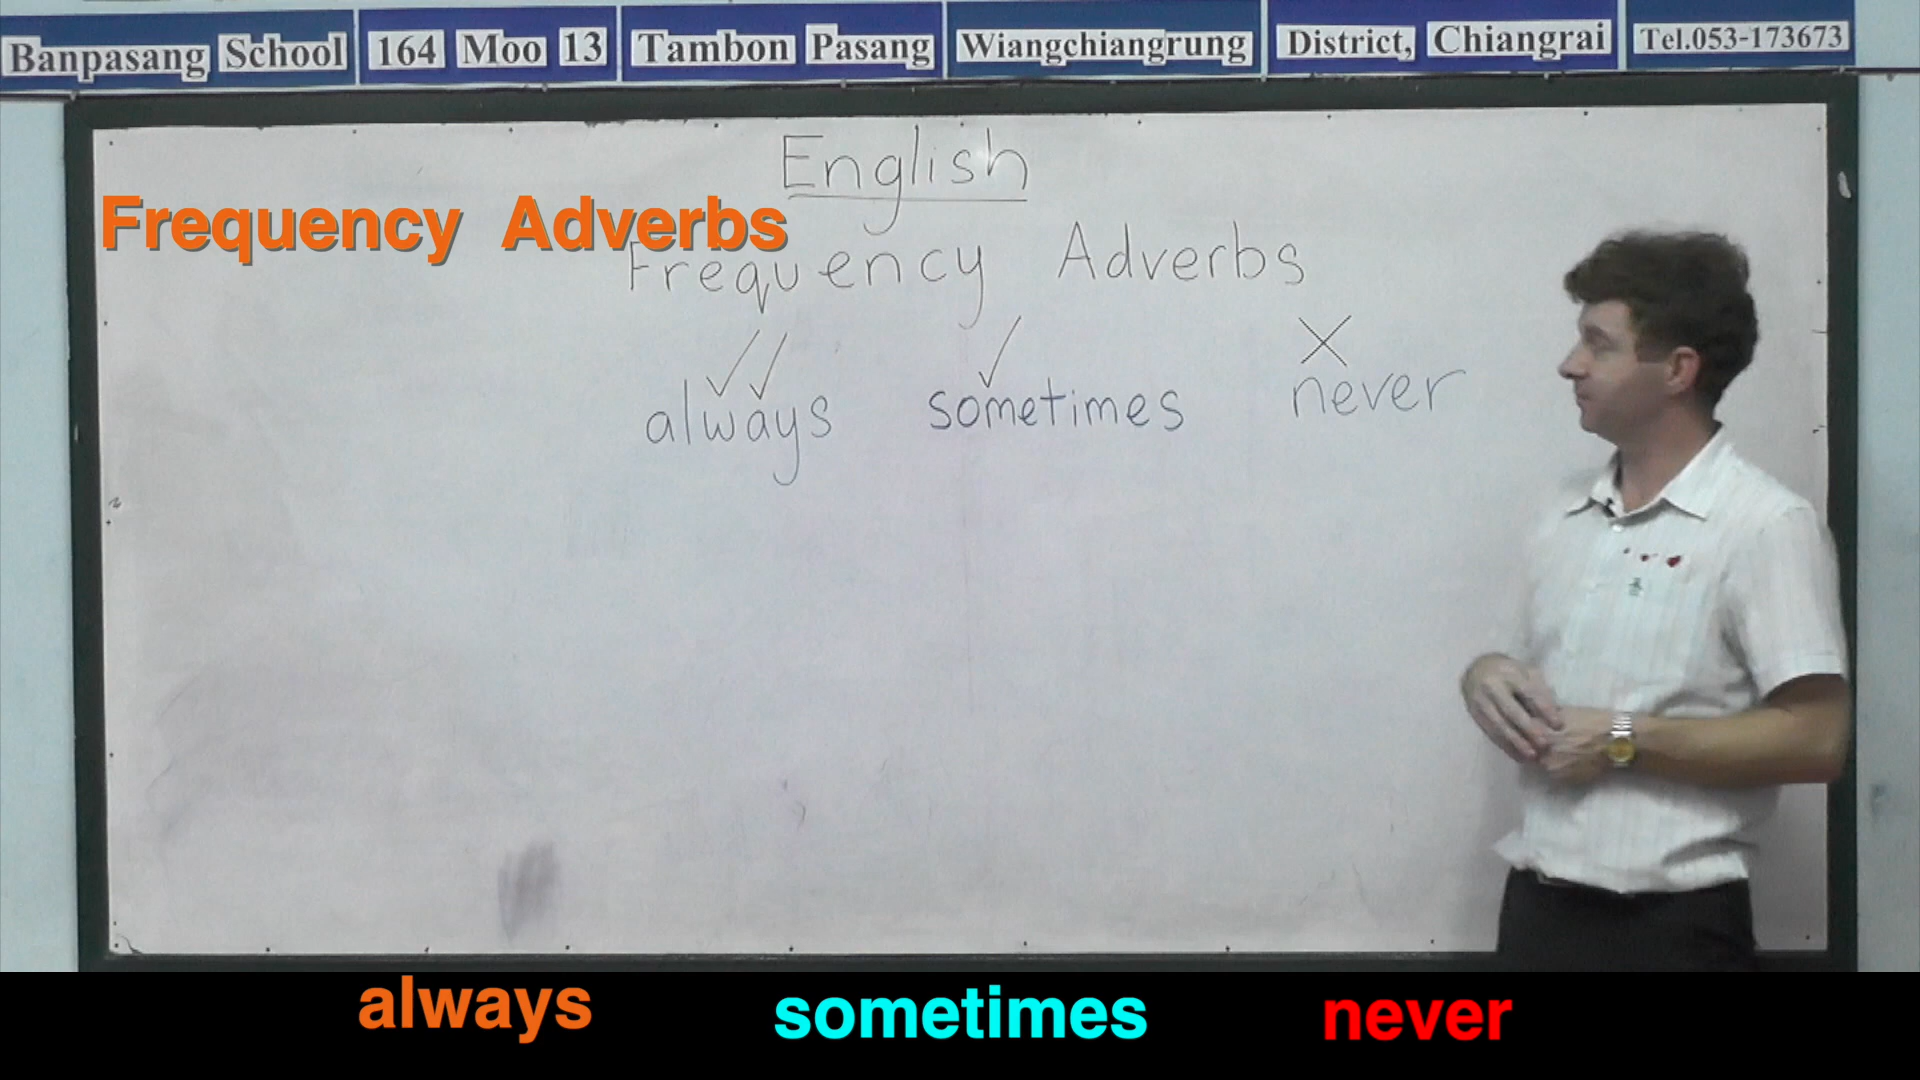 Banpasang School 164 Moo 13 Tambon Pasang Wiangchiangrung District, Chiangrai Tel.053-173673
English
Frequency Adverbs
Frequency Adverbs
always sometimes never
always sometimes never